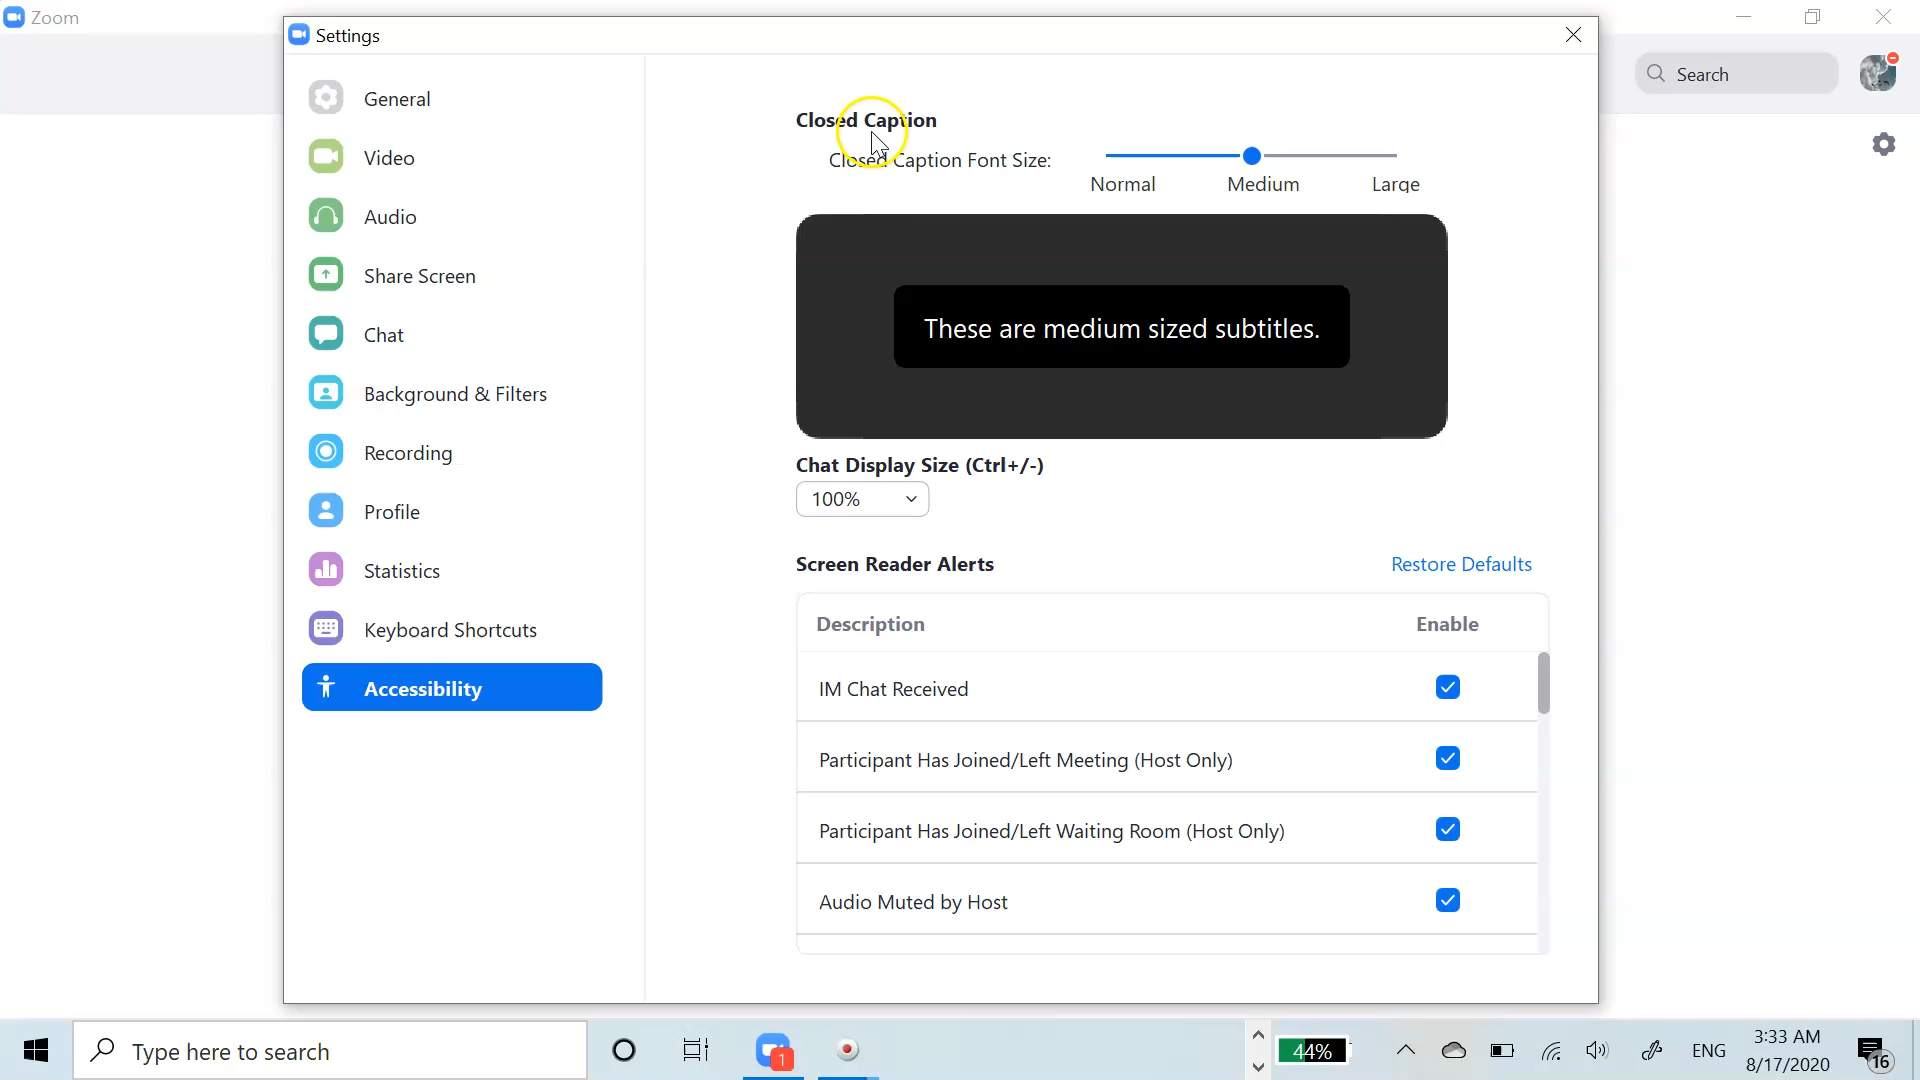 Zoom
Settings
Search
General
Video
Audio
Share Screen
Chat
Background & Filters
Recording
Profile
Statistics
Keyboard Shortcuts
Accessibility
Closed Caption
Closed Caption Font Size:
Normal Medium Large
These are medium sized subtitles.
Chat Display Size (Ctrl+/-)
100%
Screen Reader Alerts Restore Defaults
Description Enable
IM Chat Received
Participant Has Joined/Left Meeting (Host Only)
Participant Has Joined/Left Waiting Room (Host Only)
Audio Muted by Host
Type here to search
1
44%
ENG
3:33 AM
8/17/2020
16